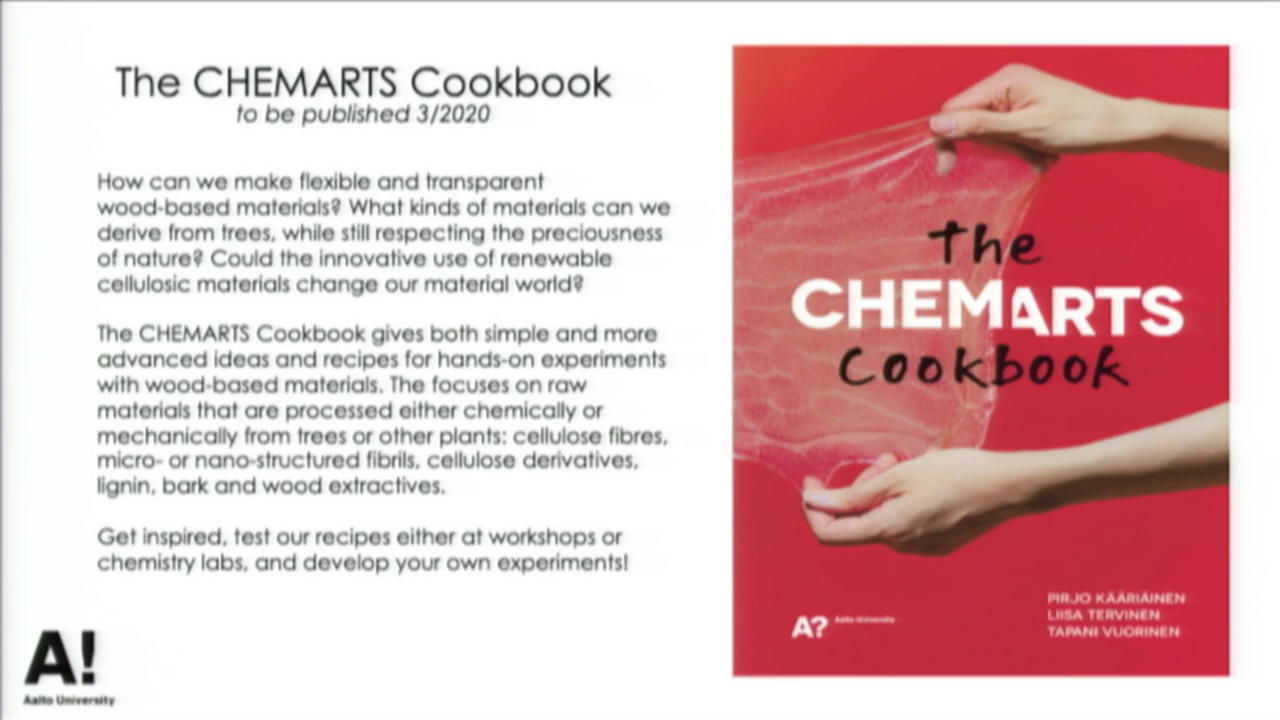 The CHEMARTS Cookbook
to be published 3/2020
How can we make flexible and transparent
wood-based materials? What kinds of materials can we
derive from trees, while still respecting the preciousness
of nature? Could the innovative use of renewable
cellulosic materials change our material world?
The CHEMARTS Cookbook gives both simple and more
advanced ideas and recipes for hands-on experiments
with wood-based materials. The focuses on raw
materials that are processed either chemically or
mechanically from trees or other plants: cellulose fibres,
micro- or nano-structured fibrils, cellulose derivatives,
lignin, bark and wood extractives.
Get inspired, test our recipes either at workshops or
chemistry labs, and develop your own experiments!
A!
Aalto University
The
CHEMARTS
Cookbook
PIRJO KÄÄRIÄINEN
LIISA TERVINEN
TAPANI VUORINEN
A? Aalto University